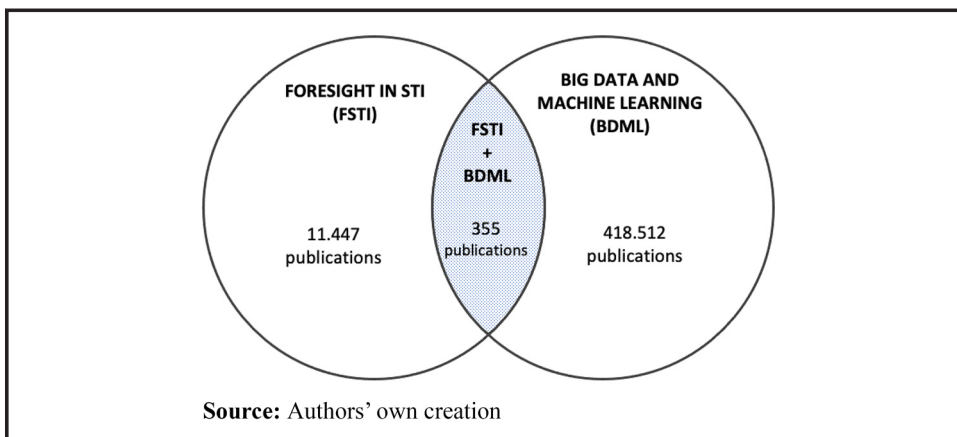 FORESIGHT IN STI
(FSTI)
BIG DATA AND
MACHINE LEARNING
(BDML)
FSTI
+
BDML
11.447
publications
355
publications
418.512
publications
Source: Authors' own creation